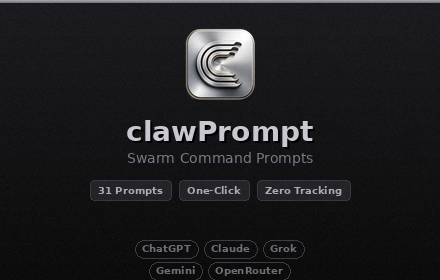 clawPrompt
Swarm Command Prompts
31 Prompts One-Click Zero Tracking
ChatGPT Claude Grok
Gemini OpenRouter